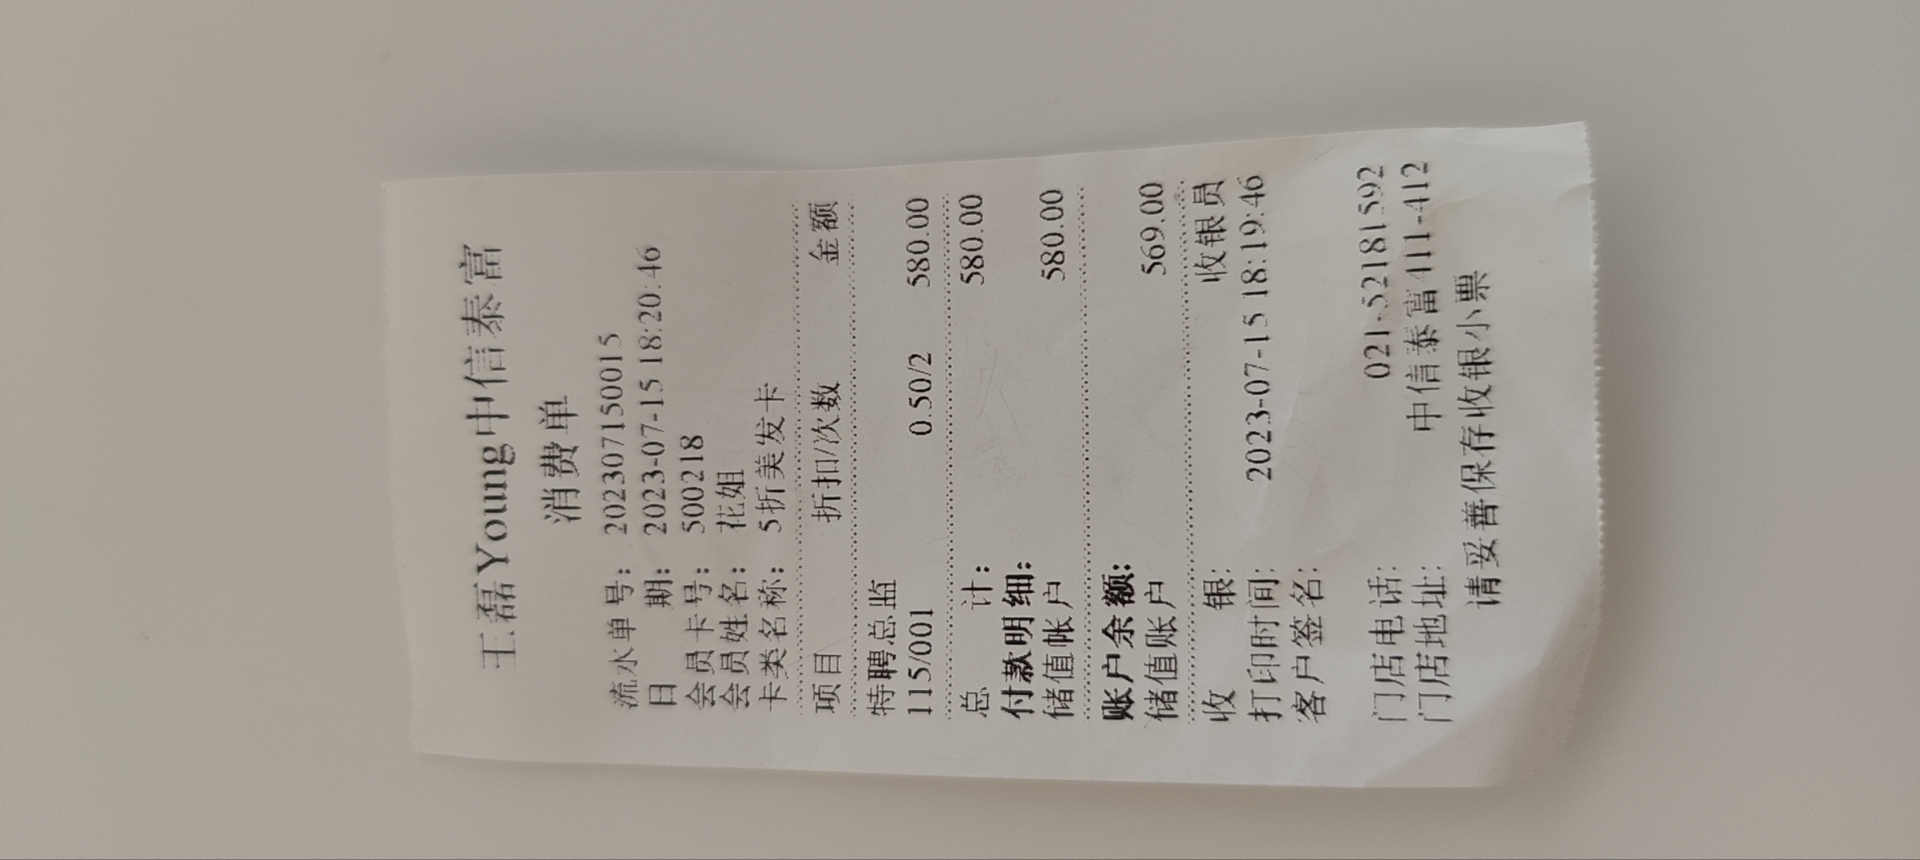 王磊Young中信泰富
消费单
流水单号: 202307150015
日 期: 2023-07-15 18:20:46
会员卡号: 500218
会员姓名: 花姐
卡类名称: 5折美发卡
项目 折扣/次数 金额
特聘总监
115/001 0.50/2 580.00
总 计: 580.00
付款明细:
储值帐户 580.00
账户余额:
储值账户 569.00
收 银: 收银员
打印时间: 2023-07-15 18:19:46
客户签名:
门店电话: 021-52181592
门店地址: 中信泰富411-412
请妥善保存收银小票